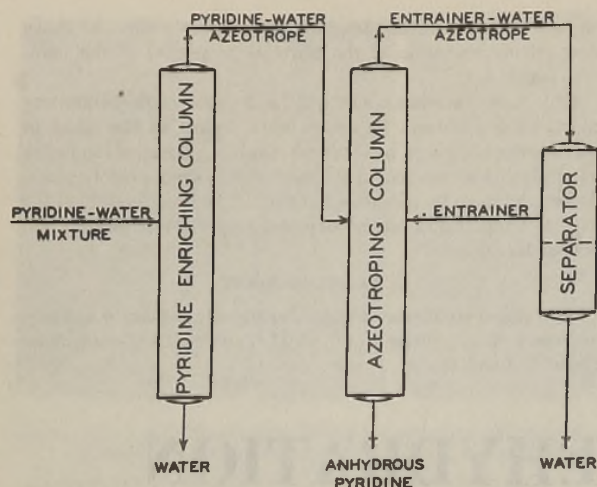 PYRIDINE-WATER
AZEOTROPE
ENTRAINER-WATER
AZEOTROPE
PYRIDINE-WATER
MIXTURE
PYRIDINE ENRICHING COLUMN
AZEOTROPING COLUMN
ENTRAINER
SEPARATOR
WATER
ANHYDROUS
PYRIDINE
WATER